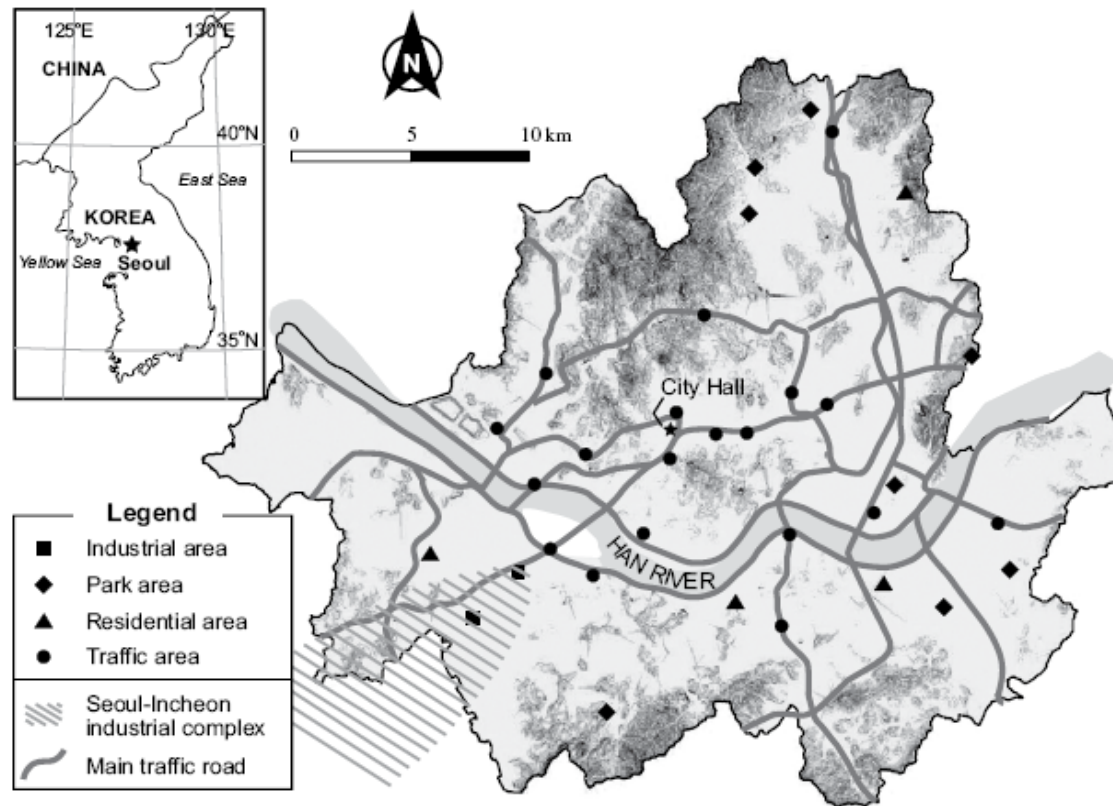 125°E
130°E
CHINA
40°N
East Sea
KOREA
Yellow Sea
Seoul
35°N
N
0 5 10 km
City Hall
HAN RIVER
Legend
Industrial area
Park area
Residential area
Traffic area
Seoul-Incheon
industrial complex
Main traffic road